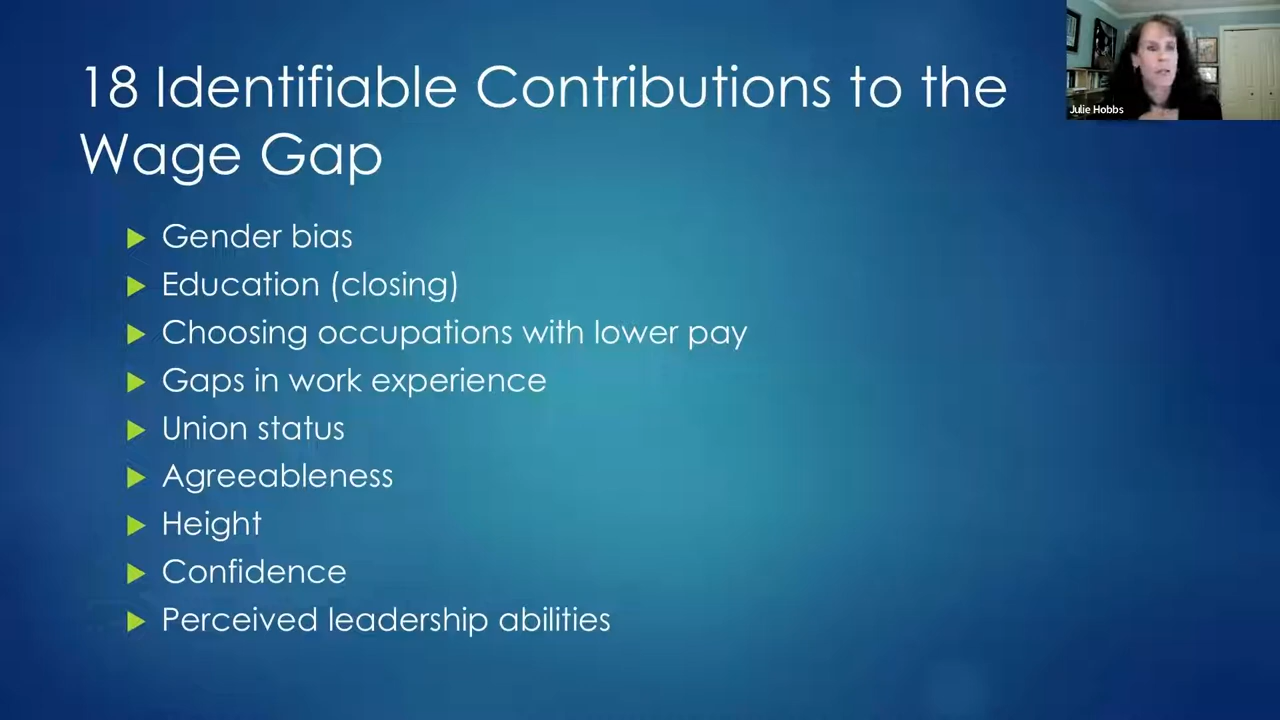 18 Identifiable Contributions to the
Wage Gap
Gender bias
Education (closing)
Choosing occupations with lower pay
Gaps in work experience
Union status
Agreeableness
Height
Confidence
Perceived leadership abilities
Julie Hobbs